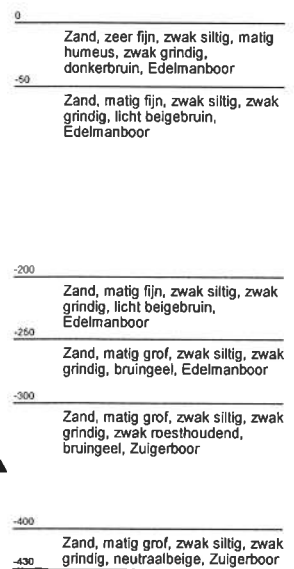 0
Zand, zeer fijn, zwak siltig, matig
humeus, zwak grindig,
donkerbruin, Edelmanboor
-50
Zand, matig fijn, zwak siltig, zwak
grindig, licht beigebruin,
Edelmanboor
-200
Zand, matig fijn, zwak siltig, zwak
grindig, licht beigebruin,
Edelmanboor
-250
Zand, matig grof, zwak siltig, zwak
grindig, bruingeel, Edelmanboor
-300
Zand, matig grof, zwak siltig, zwak
grindig, zwak roesthoudend,
bruingeel, Zuigerboor
-400
Zand, matig grof, zwak siltig, zwak
grindig, neutraalbeige, Zuigerboor
-430